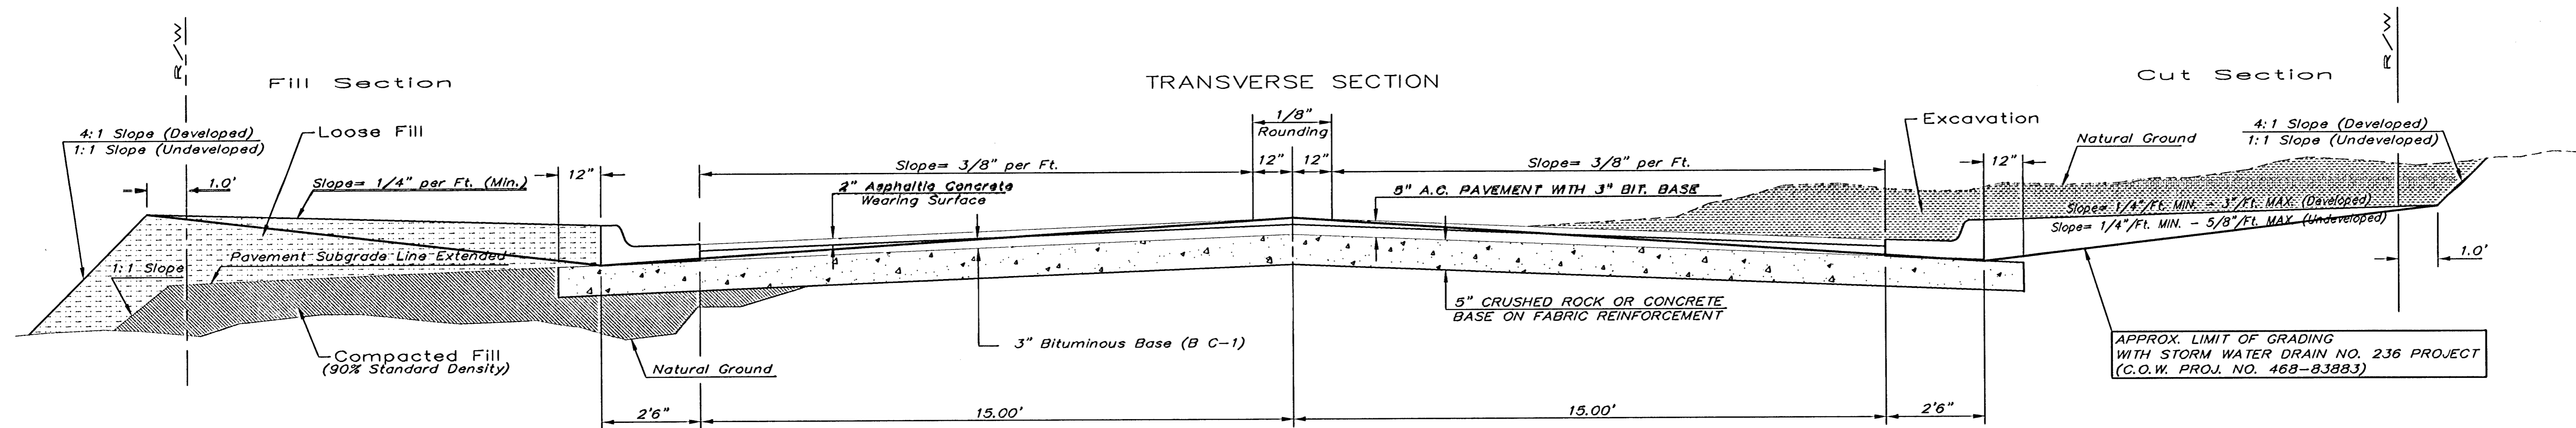 R/W
Fill Section
4:1 Slope (Developed)
1:1 Slope (Undeveloped)
Loose Fill
1.0'
Slope= 1/4" per Ft. (Min.)
12"
1:1 Slope
Pavement Subgrade Line Extended
Compacted Fill
(90% Standard Density)
Natural Ground
TRANSVERSE SECTION
1/8"
Rounding
12"
12"
Slope= 3/8" per Ft.
Slope= 3/8" per Ft.
2" Asphaltic Concrete
Wearing Surface
5" A.C. PAVEMENT WITH 3" BIT. BASE
3" Bituminous Base (B C-1)
5" CRUSHED ROCK OR CONCRETE
BASE ON FABRIC REINFORCEMENT
2'6"
15.00'
15.00'
2'6"
Cut Section
R/W
Excavation
Natural Ground
12"
4:1 Slope (Developed)
1:1 Slope (Undeveloped)
Slope= 1/4"/Ft. MIN. - 3"/Ft. MAX. (Developed)
Slope= 1/4"/Ft. MIN. - 5/8"/Ft. MAX. (Undeveloped)
1.0'
APPROX. LIMIT OF GRADING
WITH STORM WATER DRAIN NO. 236 PROJECT
(C.O.W. PROJ. NO. 468-83883)